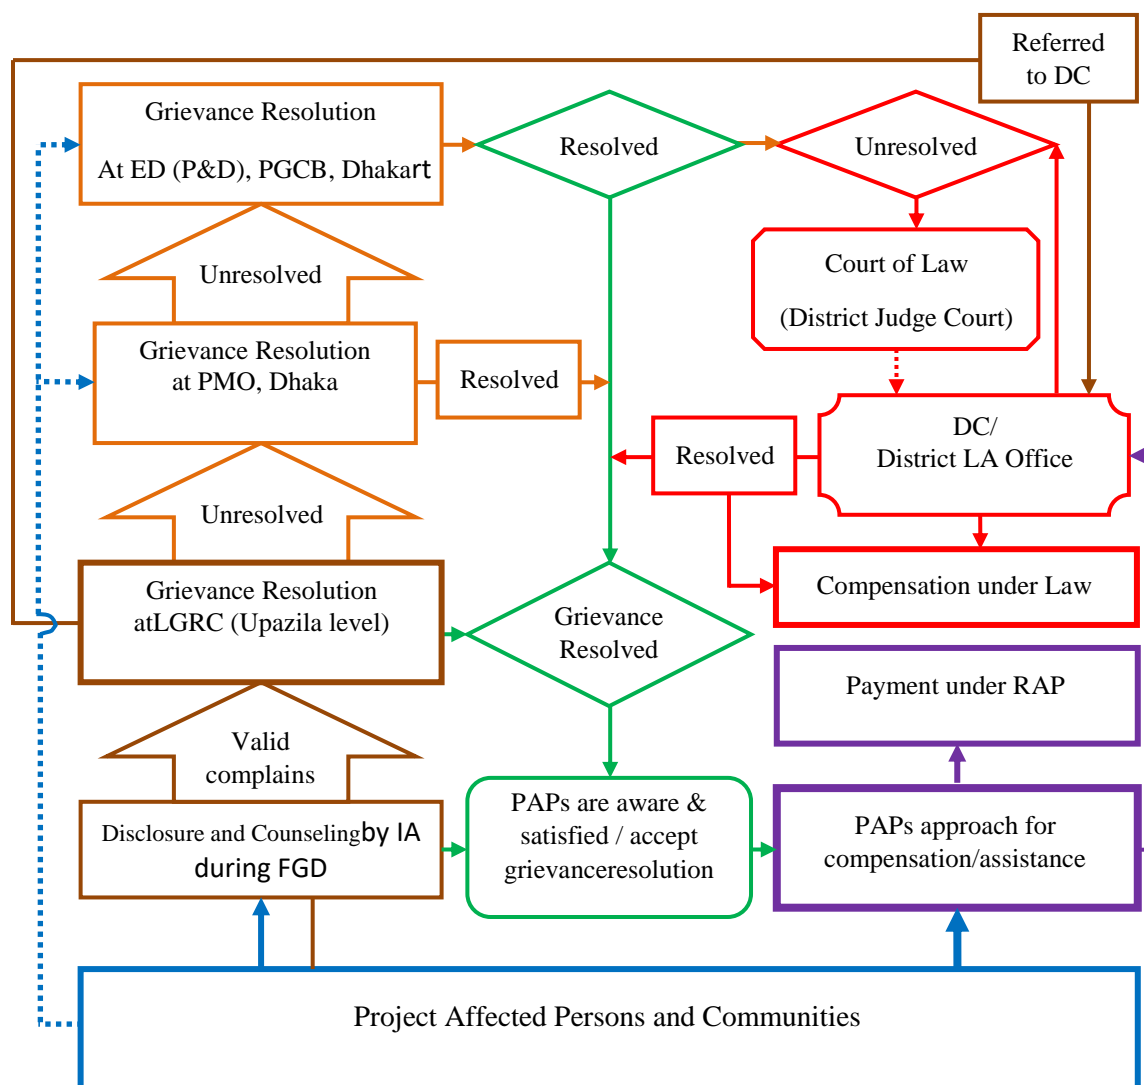 Referred
to DC
Grievance Resolution
At ED (P&D), PGCB, Dhakart
Resolved
Unresolved
Unresolved
Court of Law
(District Judge Court)
Grievance Resolution
at PMO, Dhaka
Resolved
Resolved
DC/
District LA Office
Unresolved
Compensation under Law
Grievance Resolution
atLGRC (Upazila level)
Grievance
Resolved
Payment under RAP
Valid
complains
PAPs are aware &
satisfied / accept
grievanceresolution
PAPs approach for
compensation/assistance
Disclosure and Counselingby IA
during FGD
Project Affected Persons and Communities